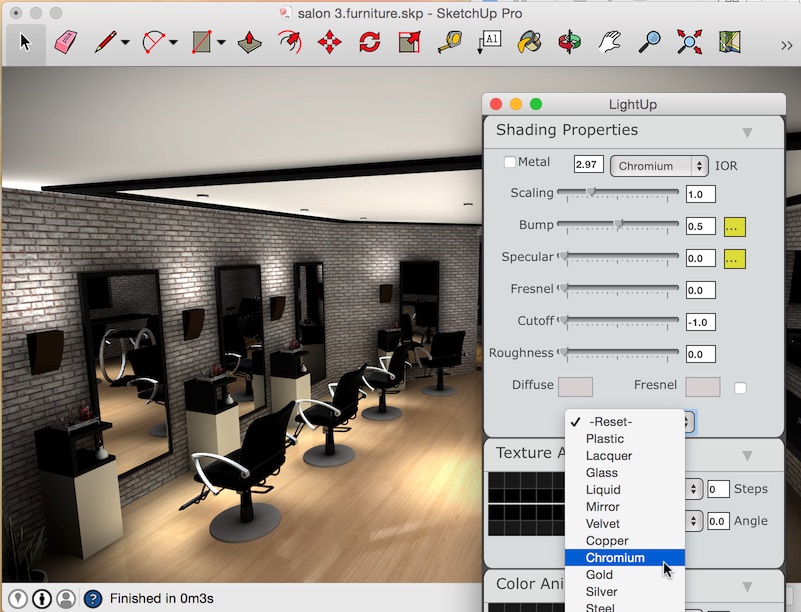 salon 3.furniture.skp - SketchUp Pro
A1
LightUp
Shading Properties
Metal 2.97 Chromium IOR
Scaling 1.0
Bump 0.5 ...
Specular 0.0 ...
Fresnel 0.0
Cutoff -1.0
Roughness 0.0
Diffuse Fresnel
✓ -Reset-
Plastic
Lacquer
Glass
Liquid
Mirror
Velvet
Copper
Chromium
Gold
Silver
Steel
Texture A
0 Steps
0.0 Angle
Color Ani
Finished in 0m3s